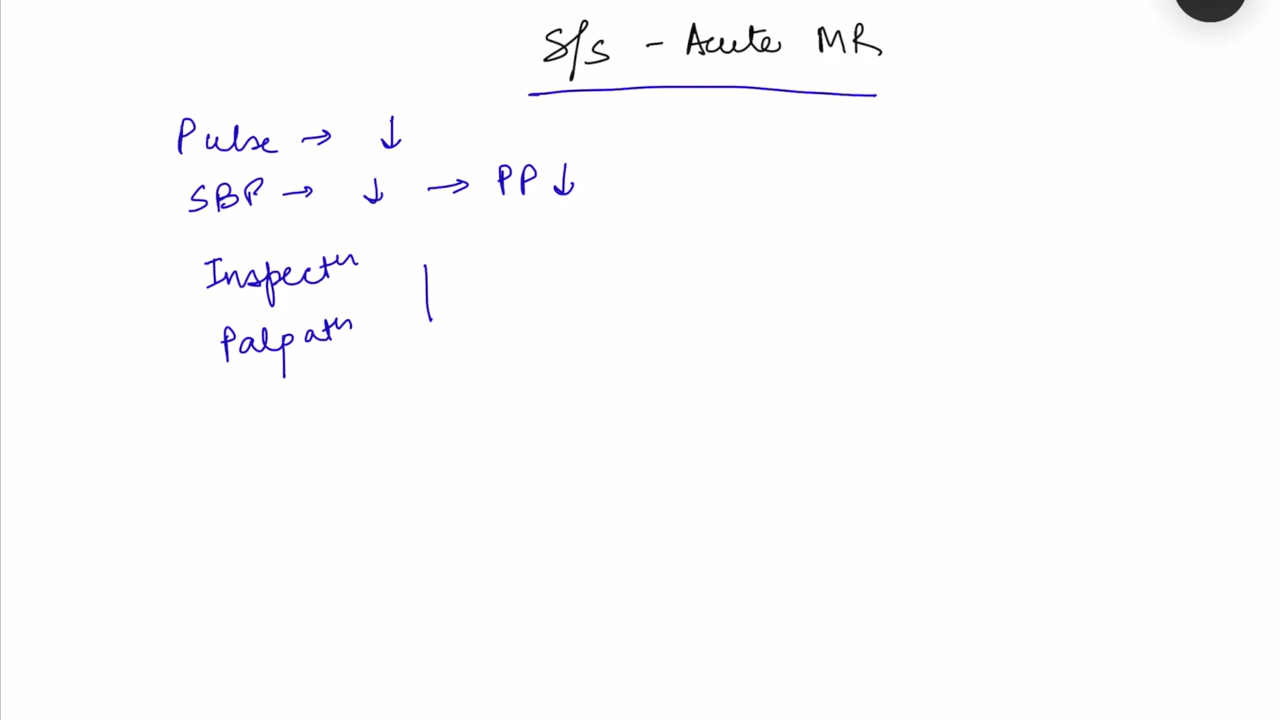 S/S - Acute MR
Pulse → ↓
SBP → ↓ → PP ↓
Inspectn
Palpatn